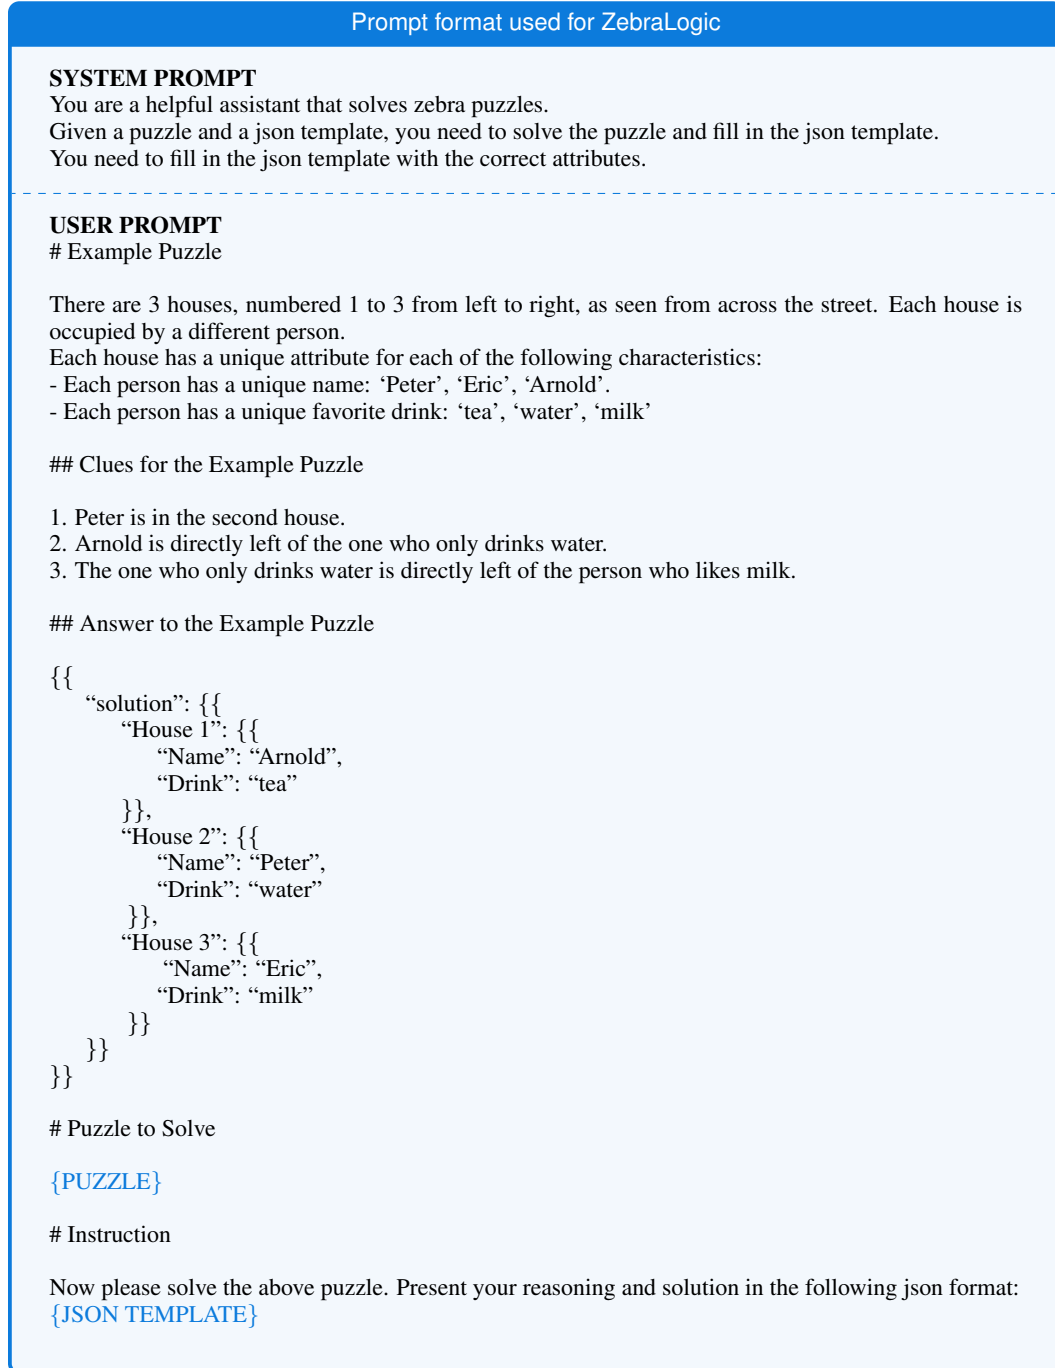 Prompt format used for ZebraLogic
SYSTEM PROMPT
You are a helpful assistant that solves zebra puzzles.
Given a puzzle and a json template, you need to solve the puzzle and fill in the json template.
You need to fill in the json template with the correct attributes.
USER PROMPT
# Example Puzzle
There are 3 houses, numbered 1 to 3 from left to right, as seen from across the street. Each house is
occupied by a different person.
Each house has a unique attribute for each of the following characteristics:
- Each person has a unique name: ‘Peter’, ‘Eric’, ‘Arnold’.
- Each person has a unique favorite drink: ‘tea’, ‘water’, ‘milk’
## Clues for the Example Puzzle
1. Peter is in the second house.
2. Arnold is directly left of the one who only drinks water.
3. The one who only drinks water is directly left of the person who likes milk.
## Answer to the Example Puzzle
{{
“solution”: {{
“House 1”: {{
“Name”: “Arnold”,
“Drink”: “tea”
}},
“House 2”: {{
“Name”: “Peter”,
“Drink”: “water”
}},
“House 3”: {{
“Name”: “Eric”,
“Drink”: “milk”
}}
}}
}}
# Puzzle to Solve
{PUZZLE}
# Instruction
Now please solve the above puzzle. Present your reasoning and solution in the following json format:
{JSON TEMPLATE}